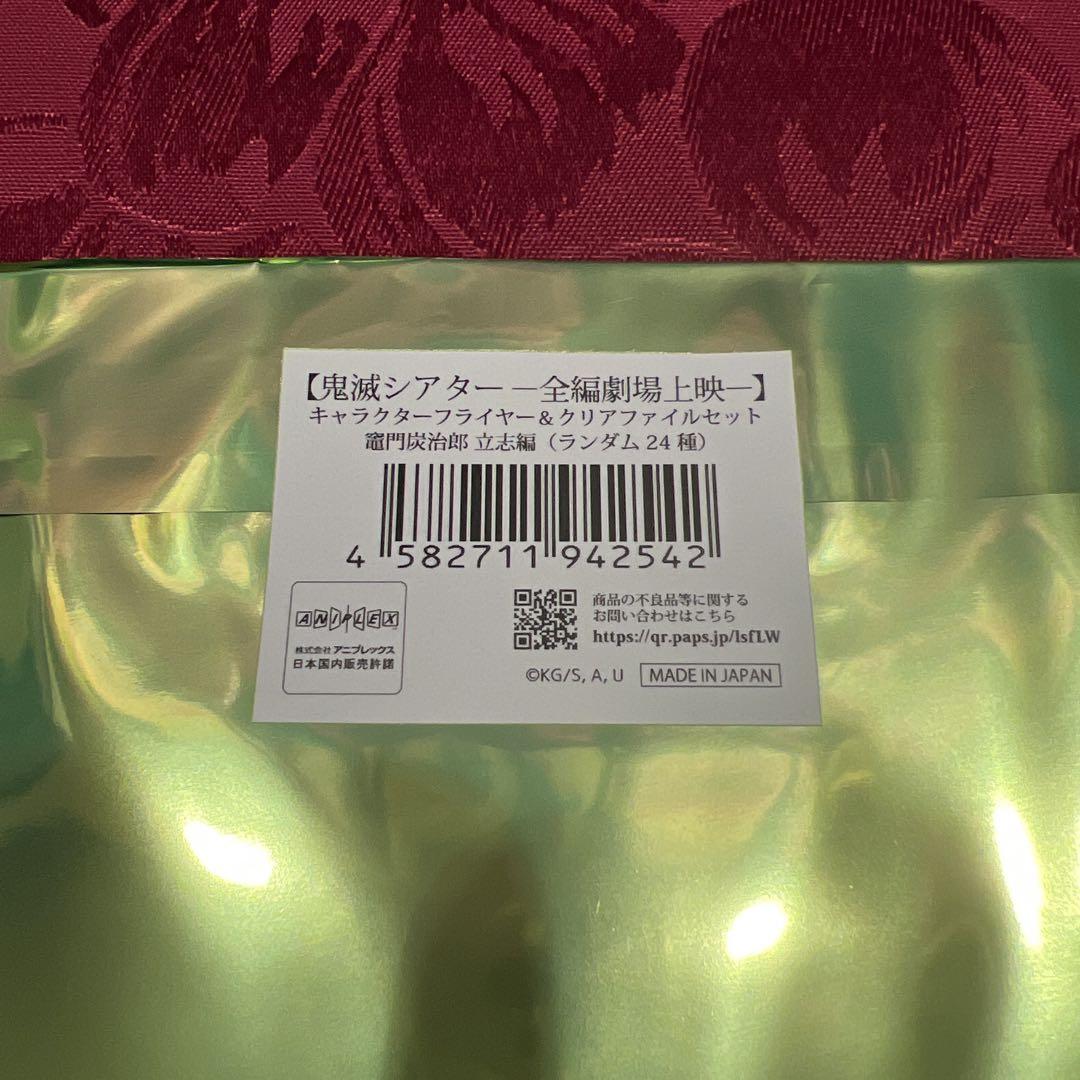 【鬼滅シアター ―全編劇場上映―】
キャラクターフライヤー＆クリアファイルセット
竈門炭治郎 立志編（ランダム 24 種）
4 582711 942542
ANIPLEX
株式会社 アニプレックス
日本国内販売許諾
商品の不良品等に関する
お問い合わせはこちら
https://qr.paps.jp/lsfLW
©KG/S, A, U
MADE IN JAPAN